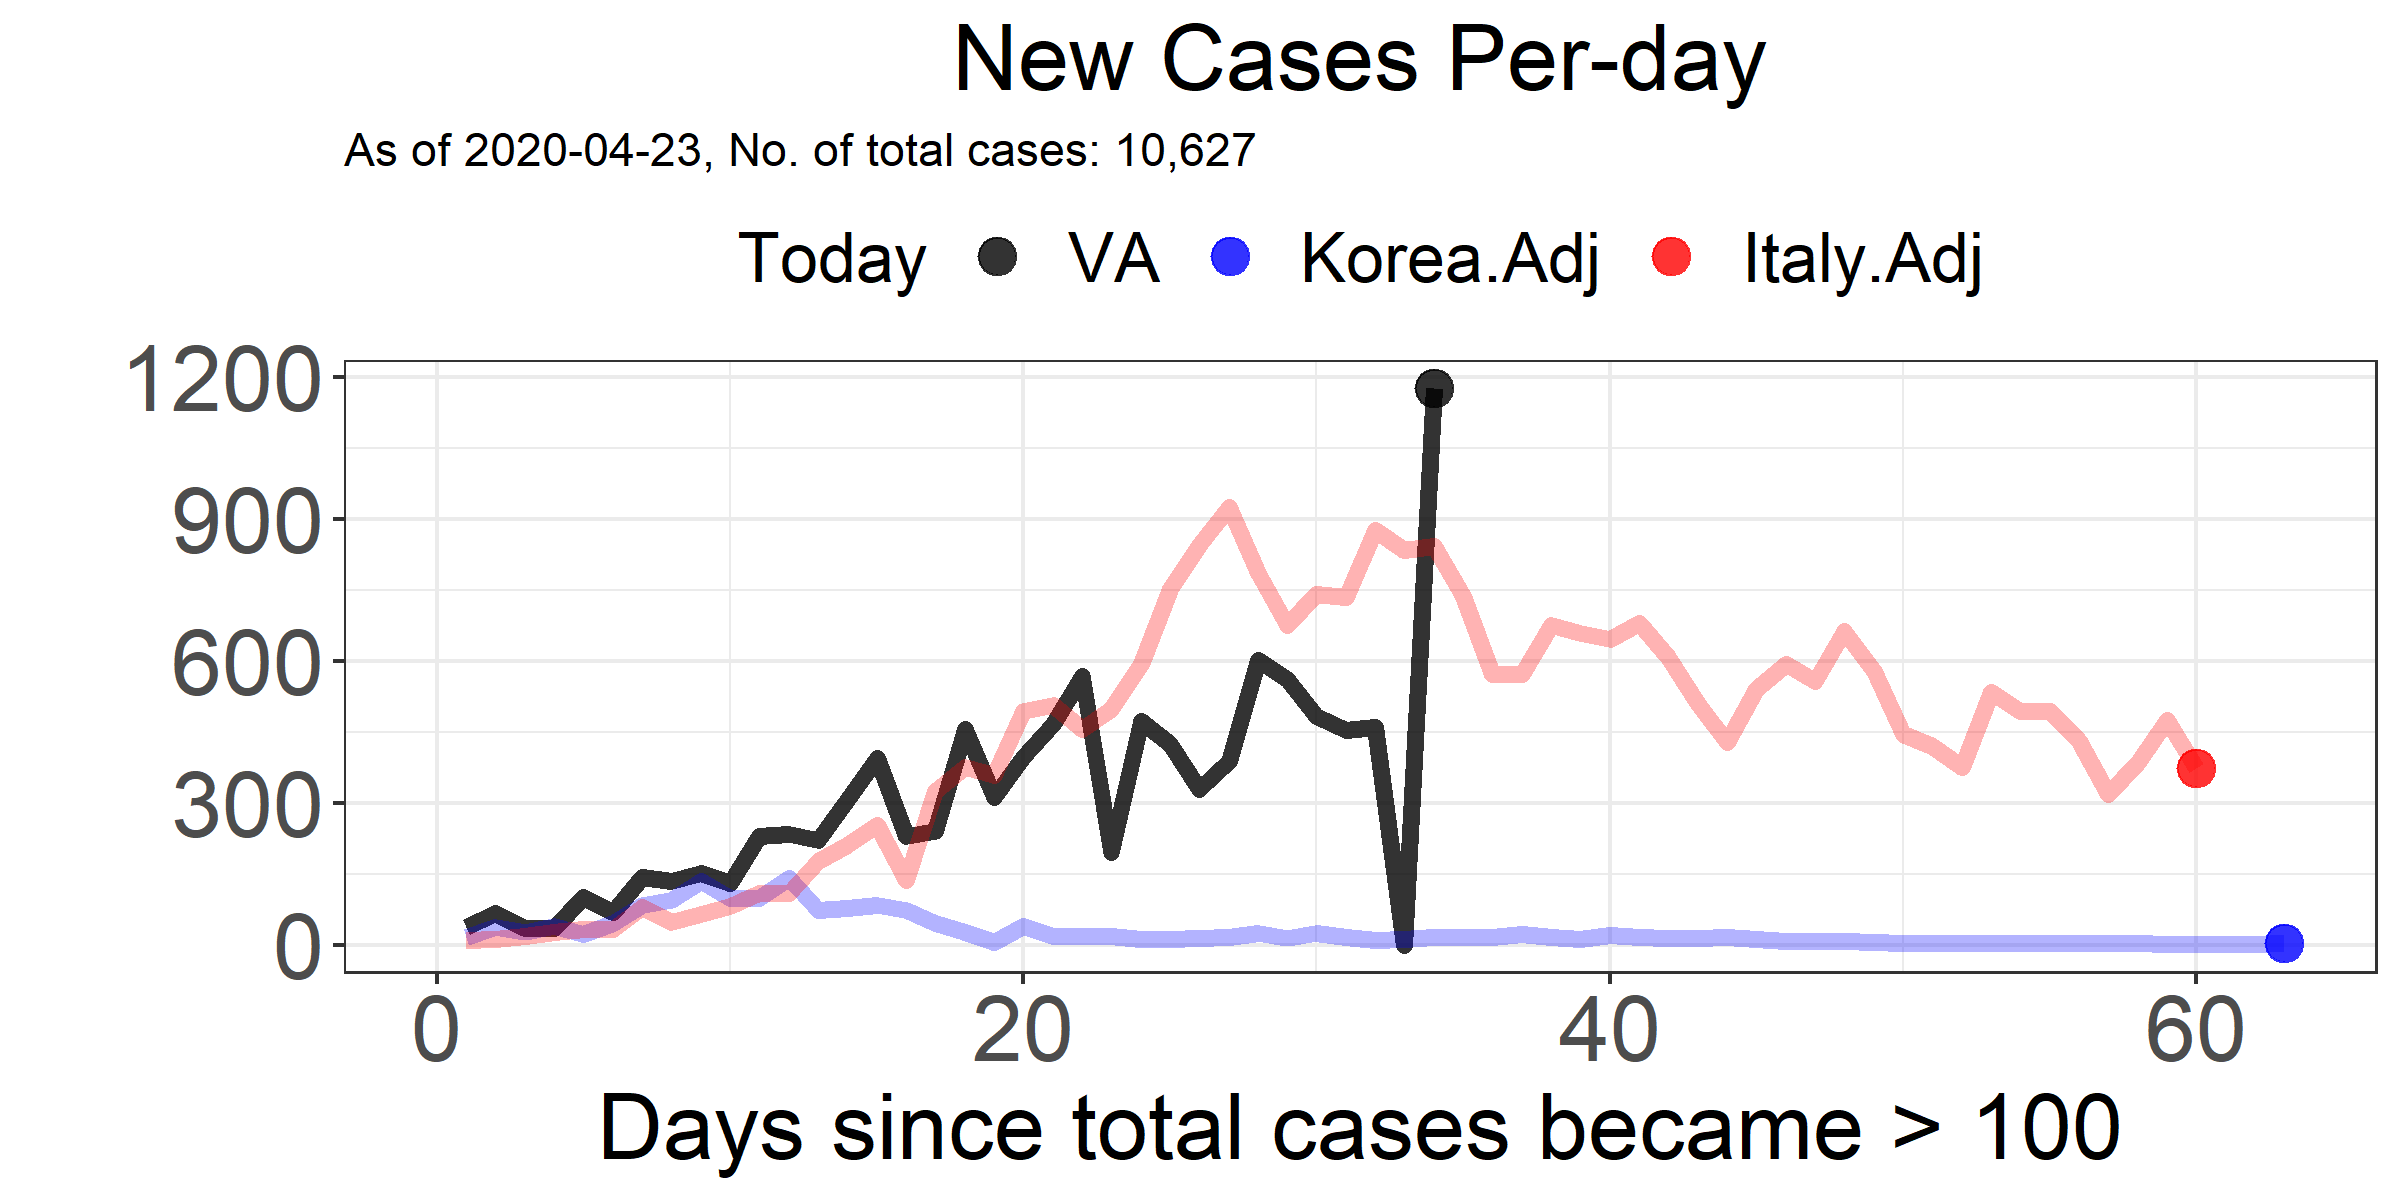 New Cases Per-day
As of 2020-04-23, No. of total cases: 10,627
Today VA Korea.Adj Italy.Adj
1200
900
600
300
0
0 20 40 60
Days since total cases became > 100